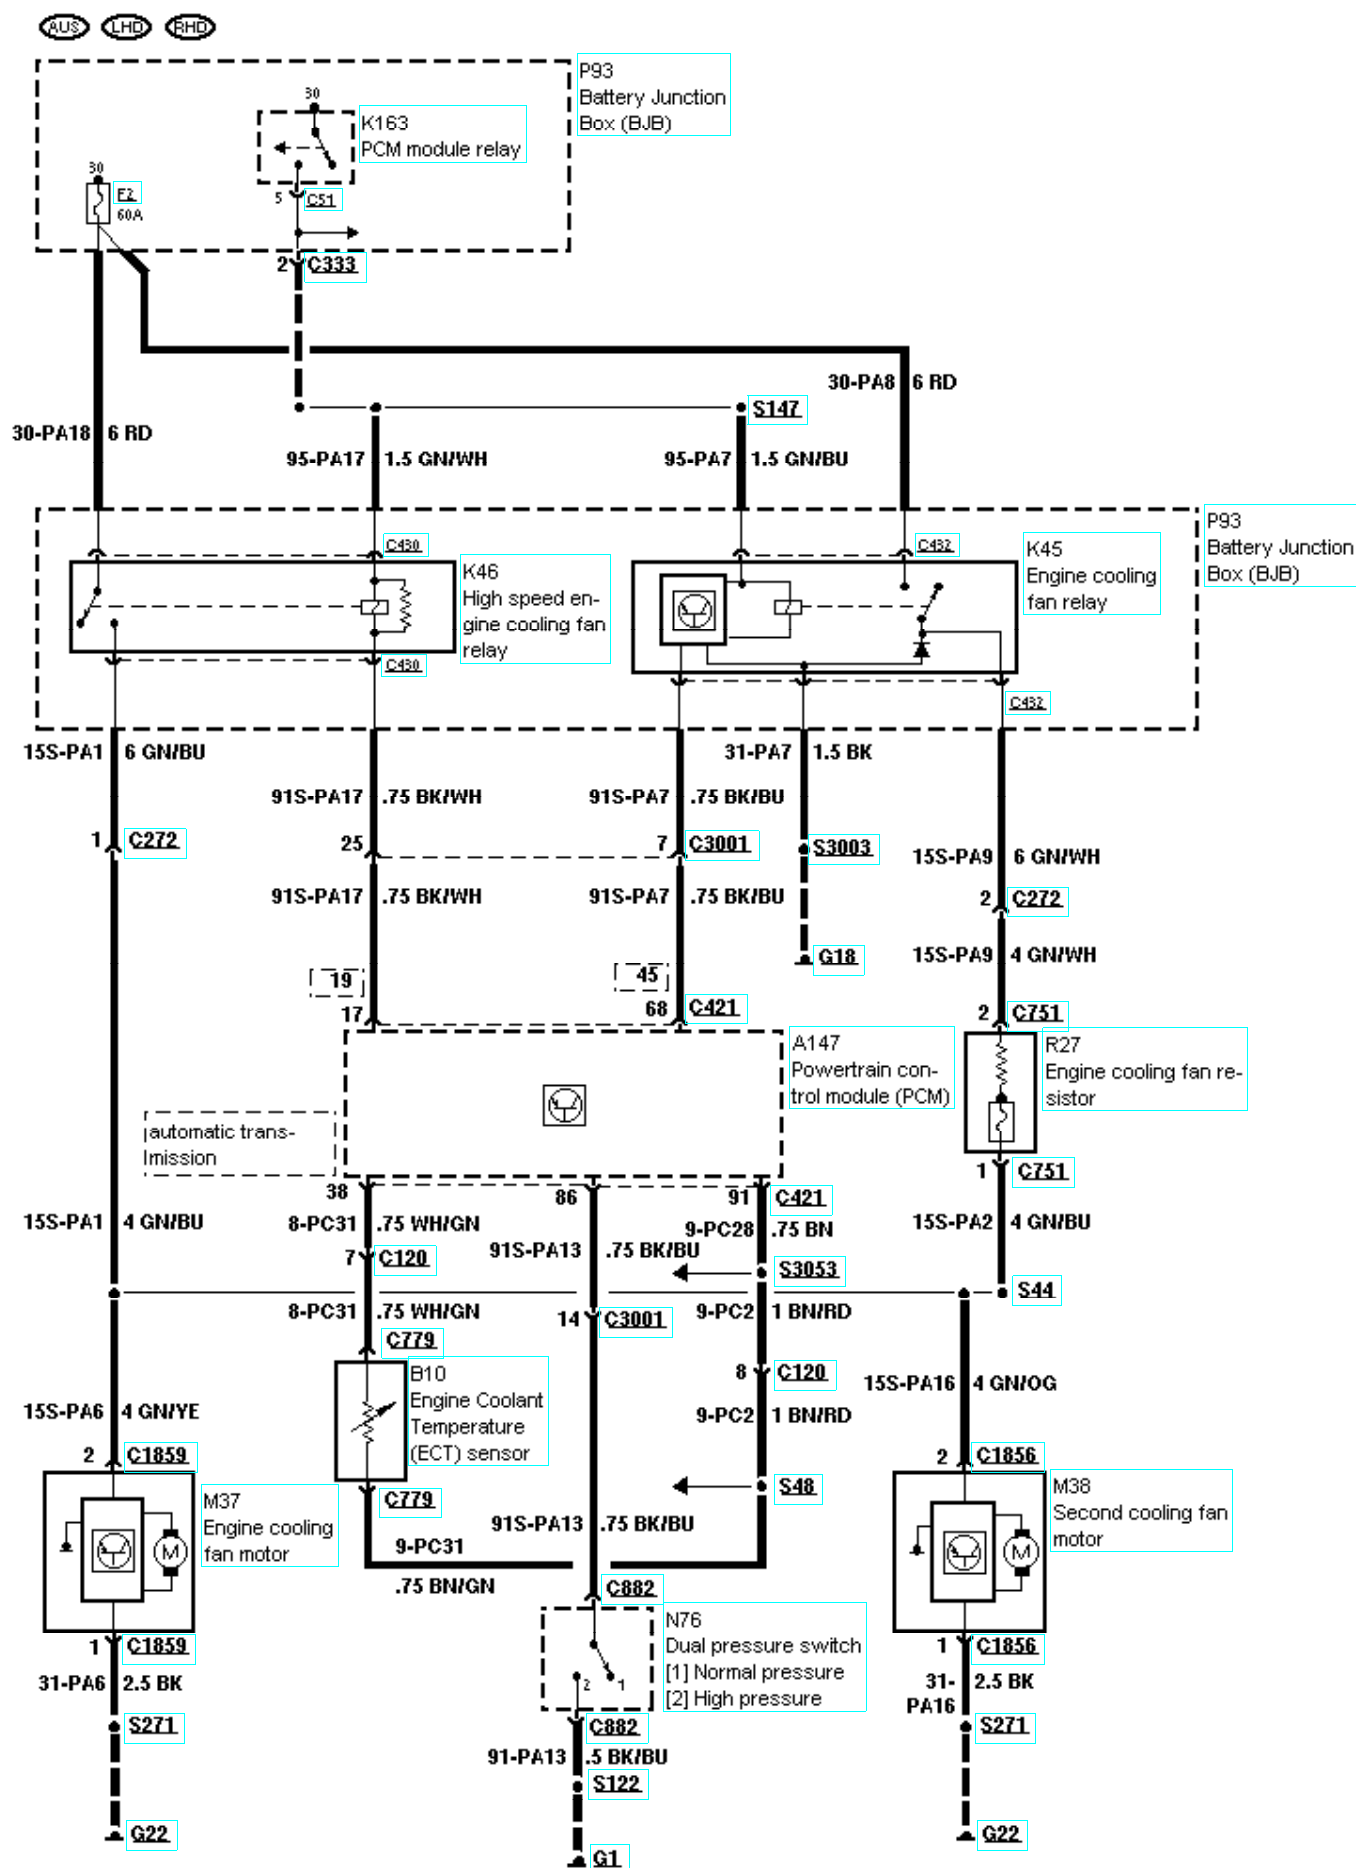 AUS LHD RHD
P93
Battery Junction
Box (BJB)
30
K163
PCM module relay
30
F2
60A
5 C51
2 C333
30-PA8 6 RD
S147
30-PA18 6 RD
95-PA17 1.5 GN/WH
95-PA7 1.5 GN/BU
P93
Battery Junction
Box (BJB)
C430
C432
K46
High speed en-
gine cooling fan
relay
K45
Engine cooling
fan relay
C430
C432
15S-PA1 6 GN/BU
31-PA7 1.5 BK
91S-PA17 .75 BK/WH
91S-PA7 .75 BK/BU
1 C272
25
7 C3001
S3003
15S-PA9 6 GN/WH
91S-PA17 .75 BK/WH
91S-PA7 .75 BK/BU
2 C272
G18
15S-PA9 4 GN/WH
19
45
17
68 C421
2 C751
A147
Powertrain con-
trol module (PCM)
R27
Engine cooling fan re-
sistor
automatic trans-
mission
1 C751
38
86
91 C421
15S-PA1 4 GN/BU
8-PC31 .75 WH/GN
9-PC28 .75 BN
15S-PA2 4 GN/BU
91S-PA13 .75 BK/BU
7 C120
S3053
S44
8-PC31 .75 WH/GN
14 C3001
9-PC2 1 BN/RD
C779
B10
Engine Coolant
Temperature
(ECT) sensor
8 C120
15S-PA16 4 GN/OG
15S-PA6 4 GN/YE
9-PC2 1 BN/RD
2 C1859
2 C1856
C779
S48
M37
Engine cooling
fan motor
M
M38
Second cooling fan
motor
M
91S-PA13 .75 BK/BU
9-PC31
.75 BN/GN
C882
N76
Dual pressure switch
[1] Normal pressure
[2] High pressure
2 1
1 C1859
1 C1856
31-PA6 2.5 BK
31-
PA16
2.5 BK
S271
C882
S271
91-PA13 .5 BK/BU
S122
G22
G1
G22